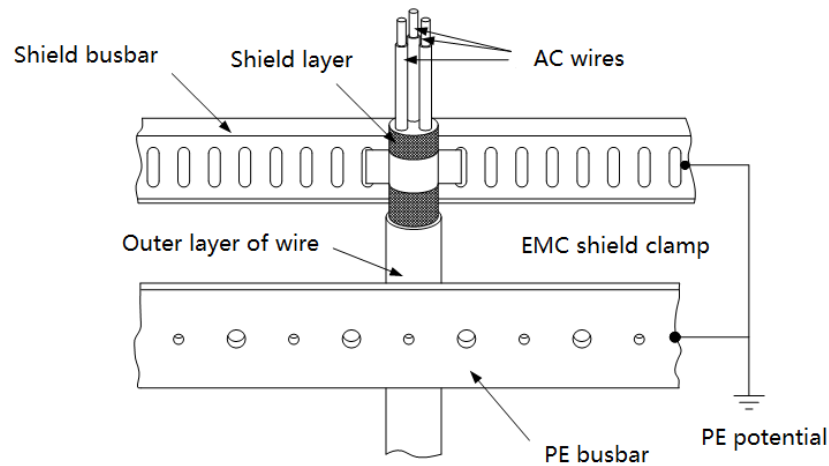 Shield busbar
Shield layer
AC wires
Outer layer of wire
EMC shield clamp
PE busbar
PE potential